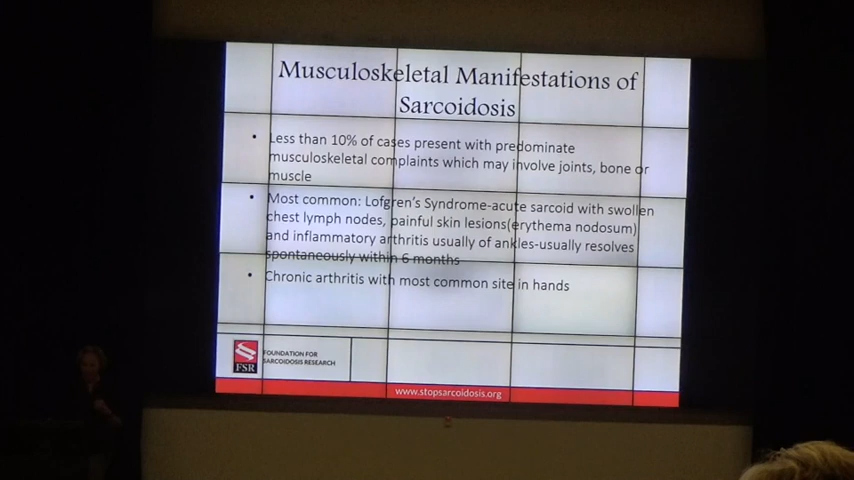 Musculoskeletal Manifestations of
Sarcoidosis
• Less than 10% of cases present with predominate
musculoskeletal complaints which may involve joints, bone or
muscle
• Most common: Lofgren's Syndrome-acute sarcoid with swollen
chest lymph nodes, painful skin lesions(erythema nodosum)
and inflammatory arthritis usually of ankles-usually resolves
spontaneously within 6 months
• Chronic arthritis with most common site in hands
FSR
FOUNDATION FOR
SARCOIDOSIS RESEARCH
www.stopsarcoidosis.org